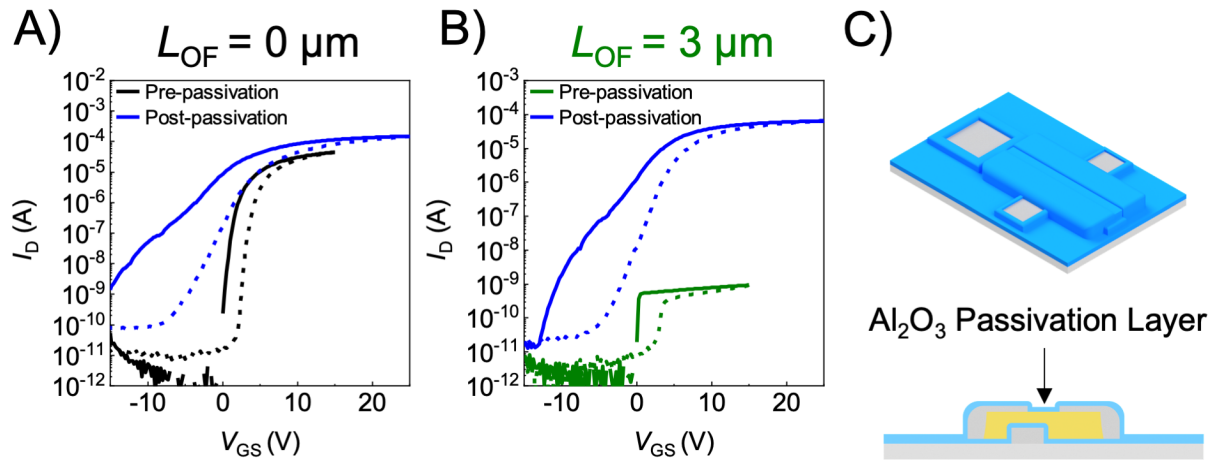 A)
L_OF = 0 µm
10⁻²
10⁻³
10⁻⁴
10⁻⁵
10⁻⁶
10⁻⁷
10⁻⁸
10⁻⁹
10⁻¹⁰
10⁻¹¹
10⁻¹²
I_D (A)
Pre-passivation
Post-passivation
-10 0 10 20
V_GS (V)
B)
L_OF = 3 µm
10⁻³
10⁻⁴
10⁻⁵
10⁻⁶
10⁻⁷
10⁻⁸
10⁻⁹
10⁻¹⁰
10⁻¹¹
10⁻¹²
I_D (A)
Pre-passivation
Post-passivation
-10 0 10 20
V_GS (V)
C)
Al₂O₃ Passivation Layer